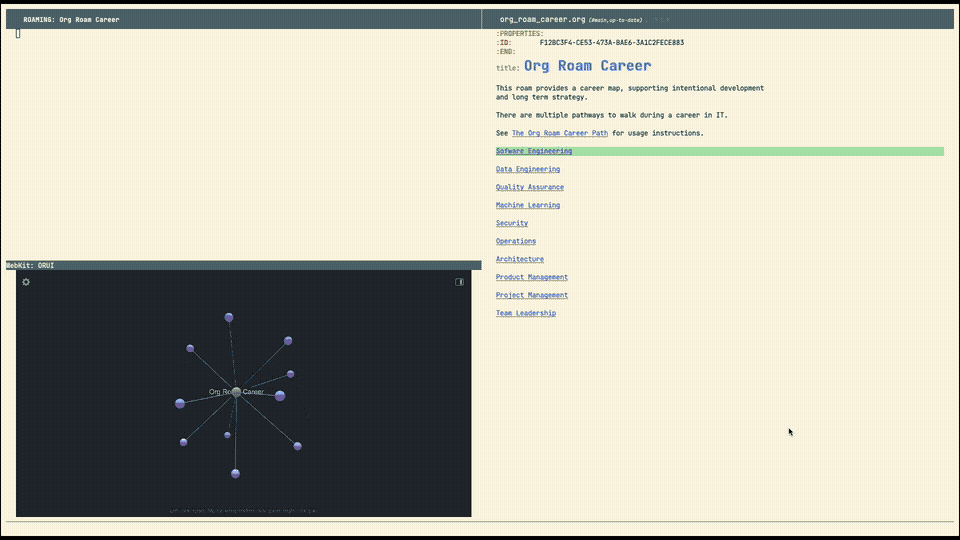 ROAMING: Org Roam Career
org_roam_career.org (#main,up-to-date)
:PROPERTIES:
:ID: F12BC3F4-CE53-473A-BAE6-3A1C2FECE883
:END:
title: Org Roam Career
This roam provides a career map, supporting intentional development
and long term strategy.
There are multiple pathways to walk during a career in IT.
See The Org Roam Career Path for usage instructions.
Sofware Engineering
Data Engineering
Quality Assurance
Machine Learning
Security
Operations
Architecture
Product Management
Project Management
Team Leadership
WebKit: ORUI
Org Roam Career